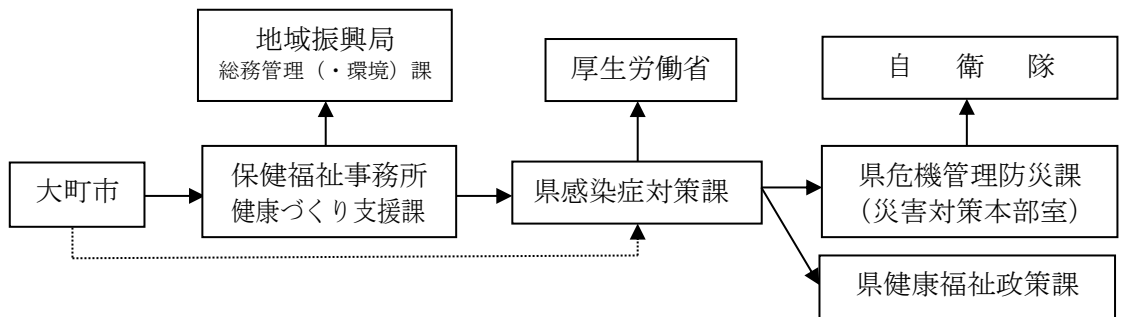 地域振興局
総務管理（・環境）課
厚生労働省
自　衛　隊
大町市
保健福祉事務所
健康づくり支援課
県感染症対策課
県危機管理防災課
（災害対策本部室）
県健康福祉政策課